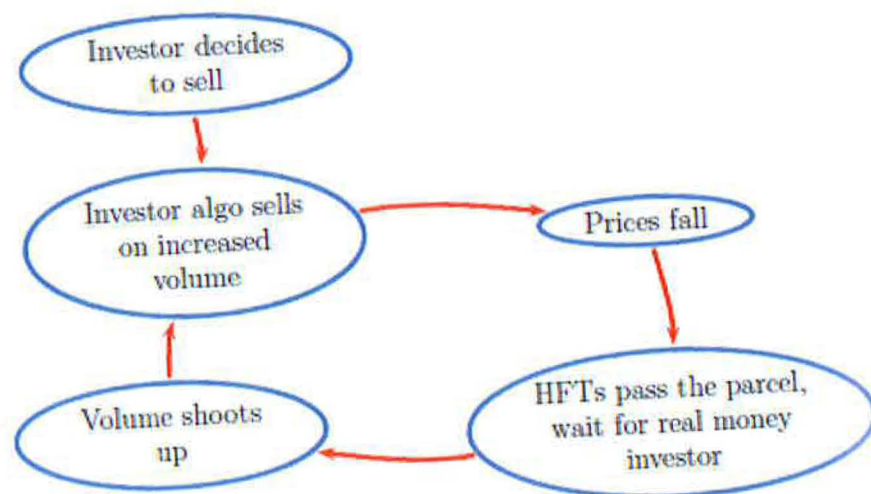 Investor decides
to sell
Investor algo sells
on increased
volume
Prices fall
HFTs pass the parcel,
wait for real money
investor
Volume shoots
up